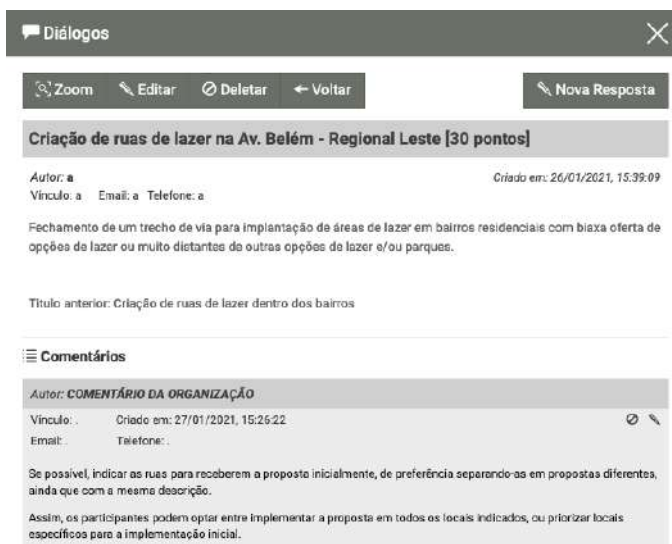 Diálogos
Zoom Editar Deletar Voltar Nova Resposta
Criação de ruas de lazer na Av. Belém - Regional Leste [30 pontos]
Autor: a Criado em: 26/01/2021, 15:39:09
Vínculo: a Email: a Telefone: a
Fechamento de um trecho de via para implantação de áreas de lazer em bairros residenciais com biaxa oferta de
opções de lazer ou muito distantes de outras opções de lazer e/ou parques.
Título anterior: Criação de ruas de lazer dentro dos bairros
Comentários
Autor: COMENTÁRIO DA ORGANIZAÇÃO
Vínculo: . Criado em: 27/01/2021, 15:26:22
Email: . Telefone: .
Se possível, indicar as ruas para receberem a proposta inicialmente, de preferência separando-as em propostas diferentes,
ainda que com a mesma descrição.
Assim, os participantes podem optar entre implementar a proposta em todos os locais indicados, ou priorizar locais
específicos para a implementação inicial.